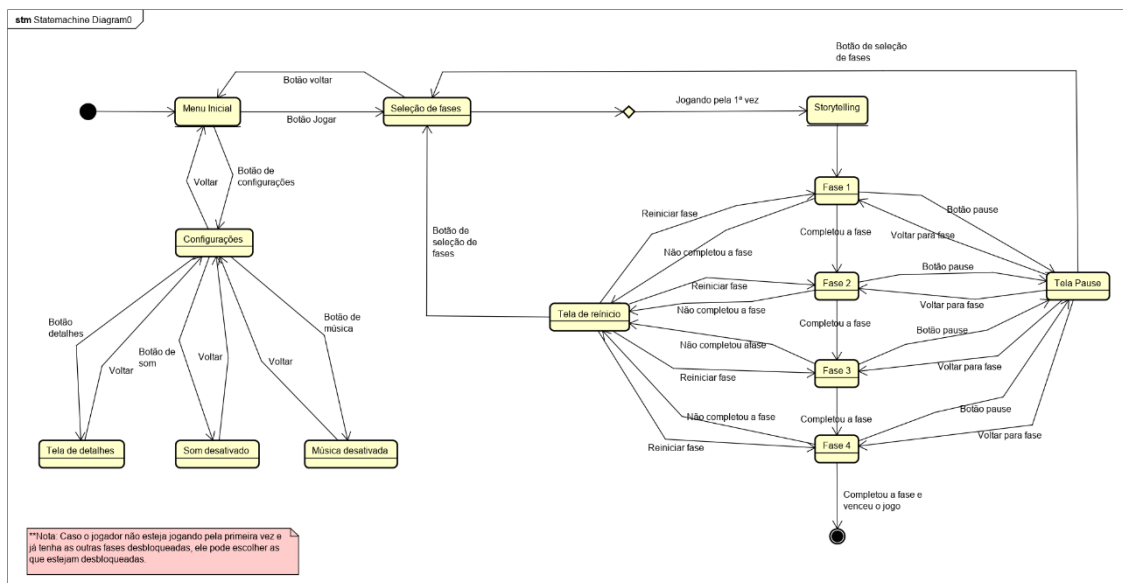 stm Statemachine Diagram0
Botão de seleção
de fases
Botão voltar
Menu Inicial
Seleção de fases
Jogando pela 1ª vez
Storytelling
Botão Jogar
Voltar
Botão de
configurações
Fase 1
Reiniciar fase
Botão pause
Configurações
Botão de
seleção de
fases
Não completou a fase
Completou a fase
Voltar para fase
Botão pause
Reiniciar fase
Fase 2
Tela Pause
Não completou a fase
Voltar para fase
Tela de reínicio
Botão
detalhes
Botão de
música
Completou a fase
Botão pause
Não completou afase
Botão de
som
Voltar
Voltar
Voltar
Fase 3
Voltar para fase
Reiniciar fase
Não completou a fase
Completou a fase
Botão pause
Tela de detalhes
Som desativado
Música desativada
Reiniciar fase
Fase 4
Voltar para fase
Completou a fase e
venceu o jogo
**Nota: Caso o jogador não esteja jogando pela primeira vez e
já tenha as outras fases desbloqueadas, ele pode escolher as
que estejam desbloqueadas.